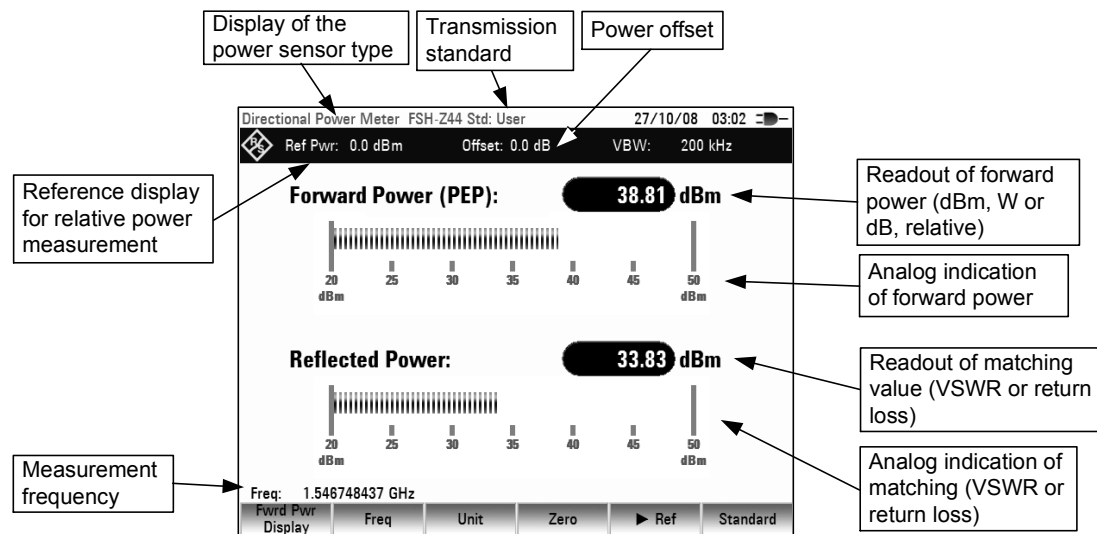 Display of the
power sensor type
Transmission
standard
Power offset
Directional Power Meter FSH-Z44 Std: User 27/10/08 03:02
R&S Ref Pwr: 0.0 dBm Offset: 0.0 dB VBW: 200 kHz
Reference display
for relative power
measurement
Forward Power (PEP): 38.81 dBm
Readout of forward
power (dBm, W or
dB, relative)
20 25 30 35 40 45 50
dBm dBm
Analog indication
of forward power
Reflected Power: 33.83 dBm
Readout of matching
value (VSWR or return
loss)
20 25 30 35 40 45 50
dBm dBm
Analog indication of
matching (VSWR or
return loss)
Measurement
frequency
Freq: 1.546748437 GHz
Fwrd Pwr
Display
Freq
Unit
Zero
► Ref
Standard